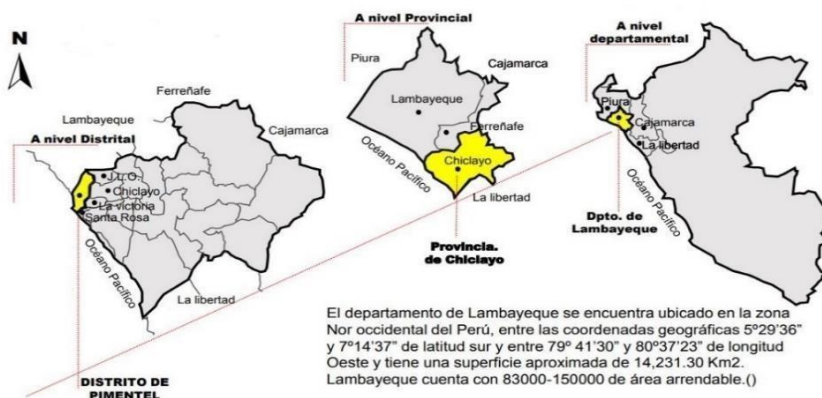 N
A nivel Distrital
Lambayeque
Ferreñafe
Cajamarca
J.L.O.
Chiclayo
La victoria
Santa Rosa
Océano Pacífico
La libertad
DISTRITO DE
PIMENTEL
A nivel Provincial
Piura
Cajamarca
Lambayeque
Ferreñafe
Chiclayo
Océano Pacífico
La libertad
Provincia.
de Chiclayo
A nivel
departamental
Piura
Cajamarca
La libertad
Océano Pacífico
Dpto. de
Lambayeque
El departamento de Lambayeque se encuentra ubicado en la zona
Nor occidental del Perú, entre las coordenadas geográficas 5º29'36"
y 7º14'37" de latitud sur y entre 79º 41'30" y 80º37'23" de longitud
Oeste y tiene una superficie aproximada de 14,231.30 Km2.
Lambayeque cuenta con 83000-150000 de área arrendable.()